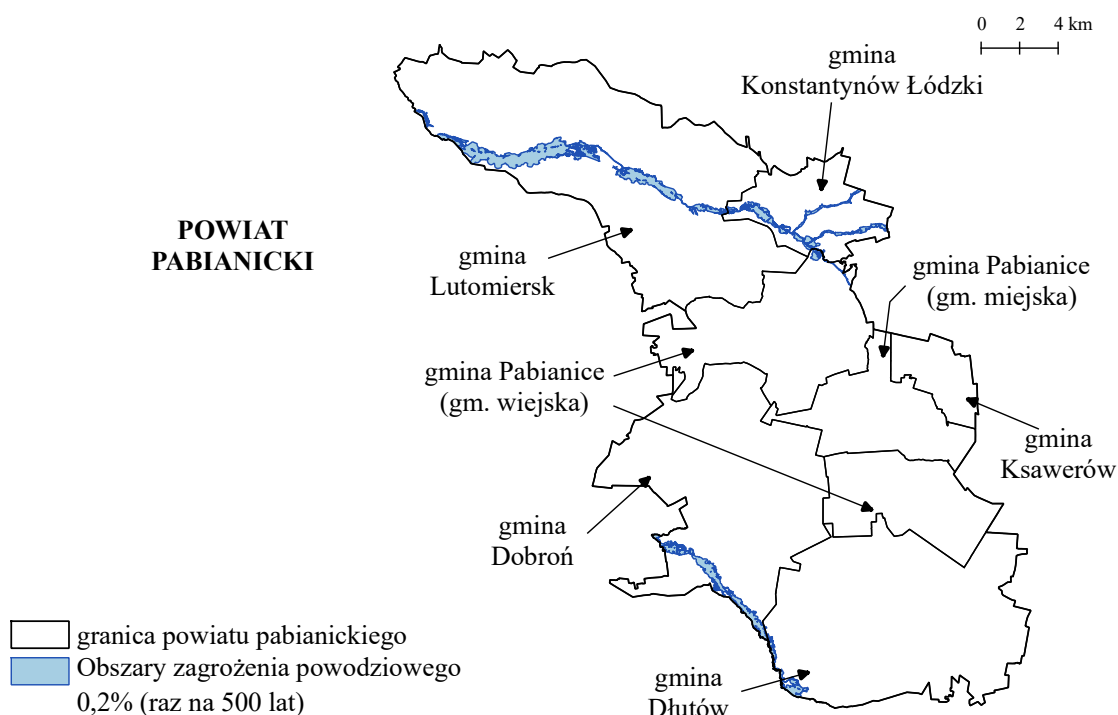 0 2 4 km
gmina
Konstantynów Łódzki
POWIAT
PABIANICKI
gmina
Lutomiersk
gmina Pabianice
(gm. miejska)
gmina Pabianice
(gm. wiejska)
gmina
Ksawerów
gmina
Dobroń
granica powiatu pabianickiego
Obszary zagrożenia powodziowego
0,2% (raz na 500 lat)
gmina
Dłutów